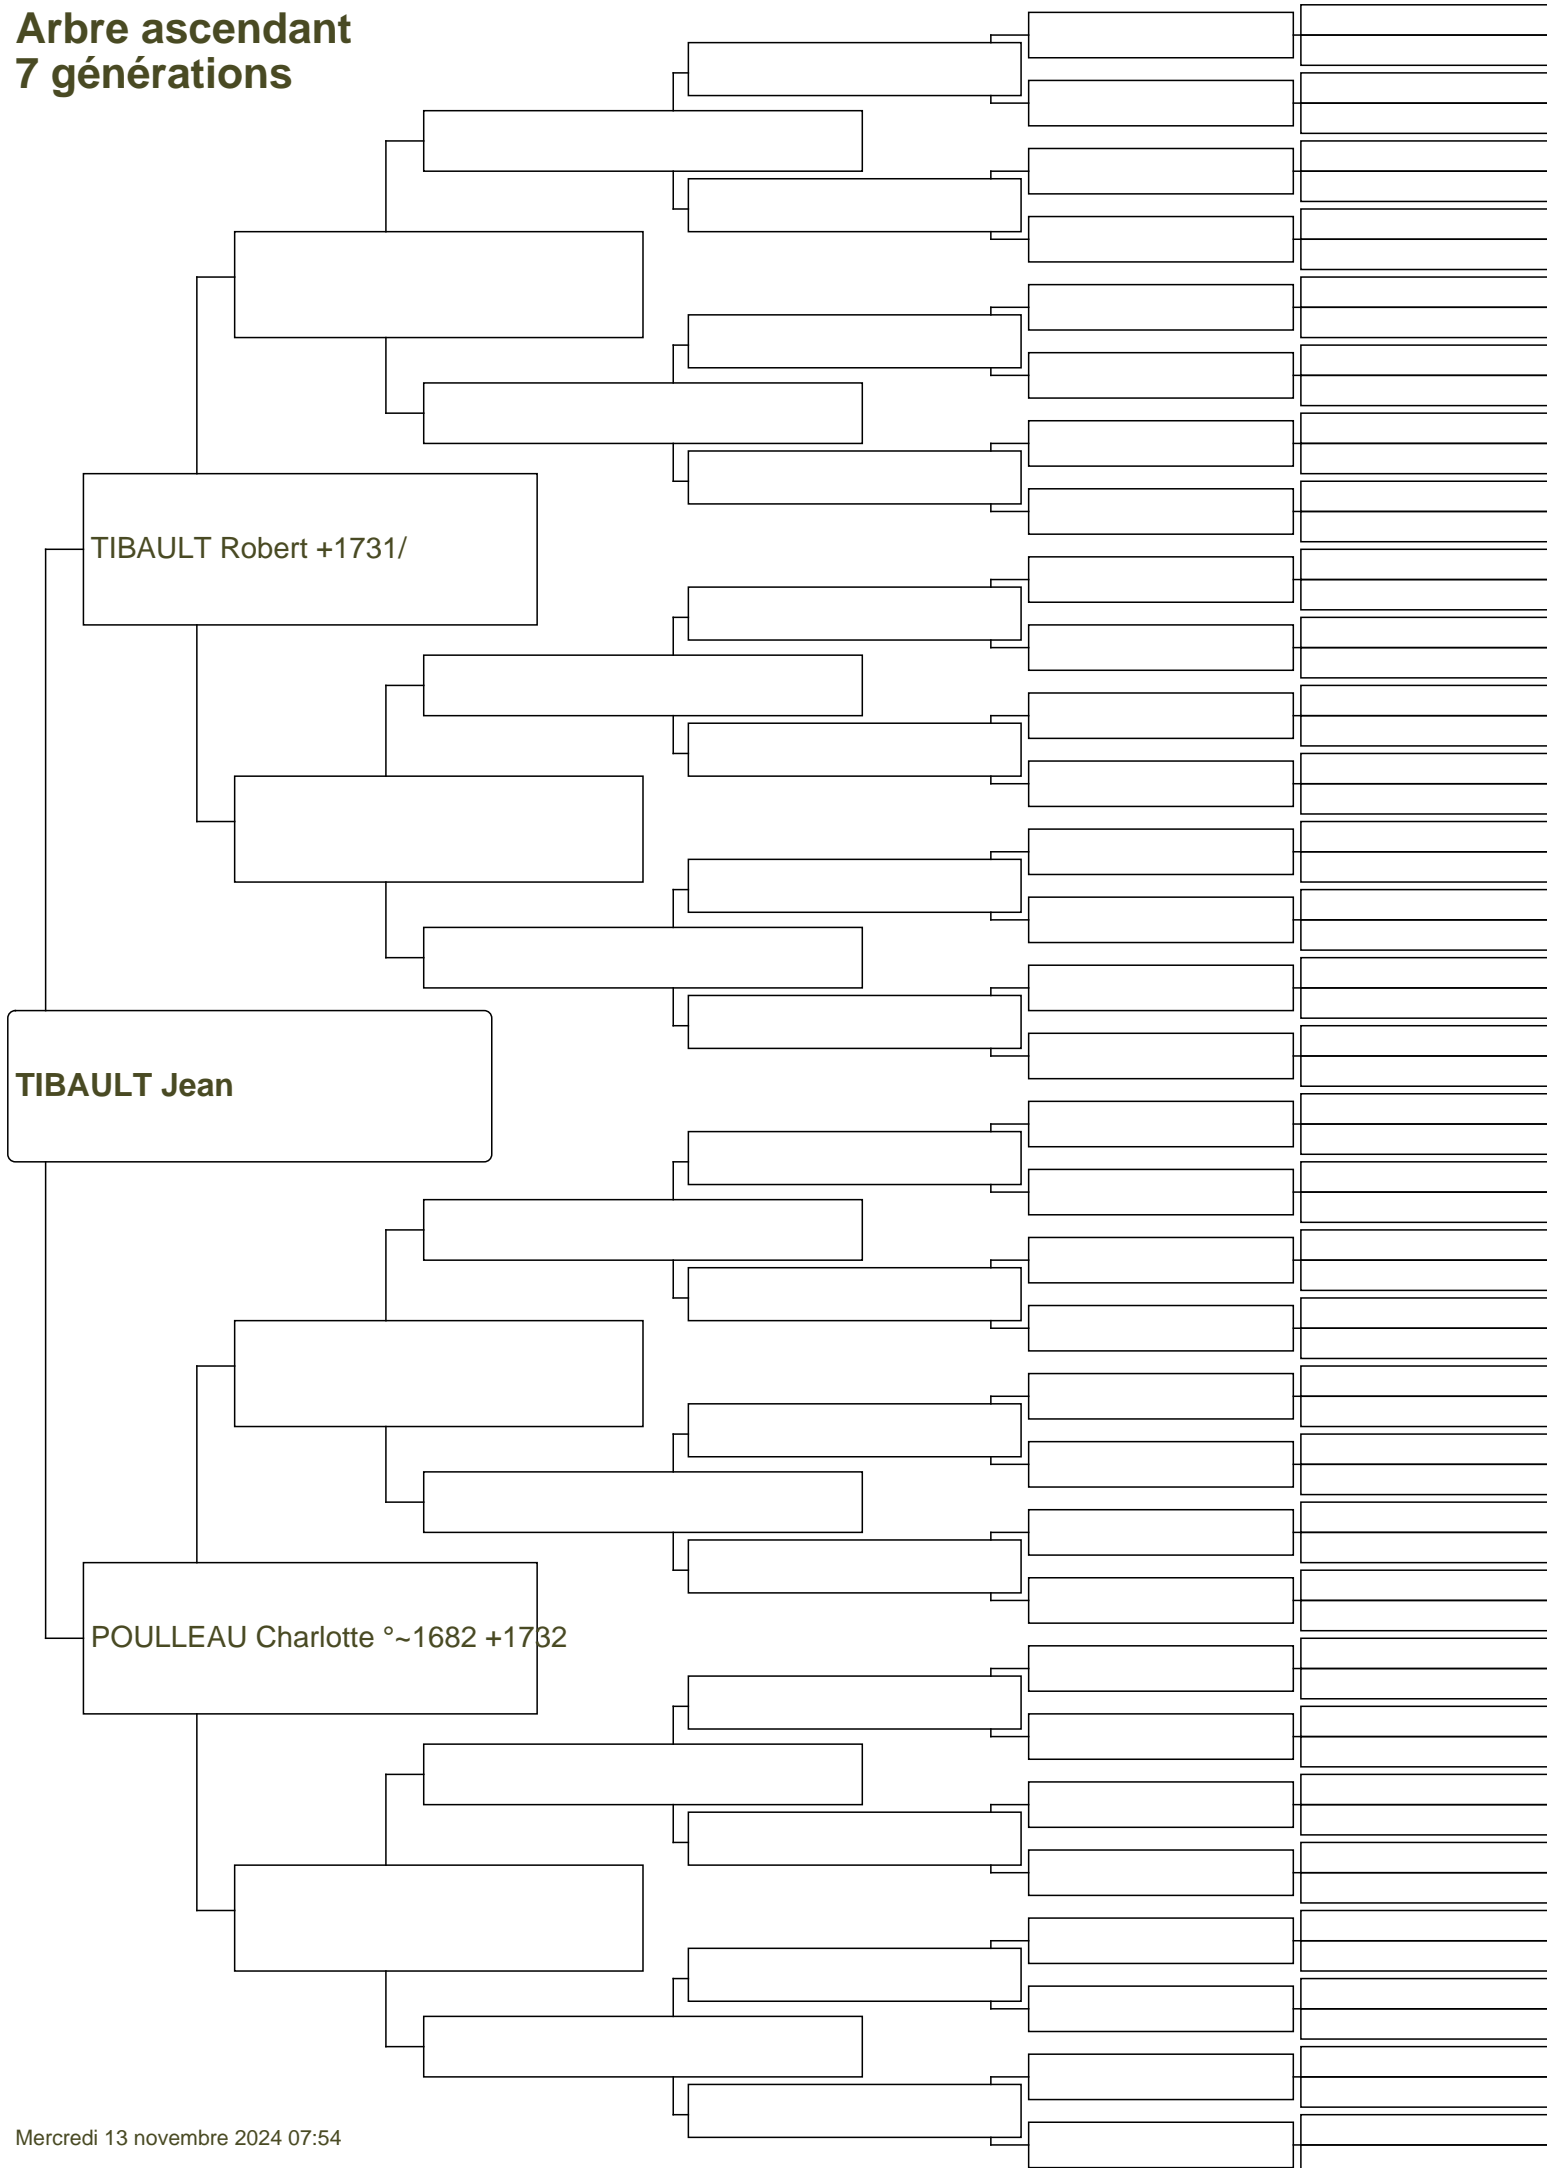 Arbre ascendant
7 générations
TIBAULT Robert +1731/
TIBAULT Jean
POULLEAU Charlotte °~1682 +1732
Mercredi 13 novembre 2024 07:54